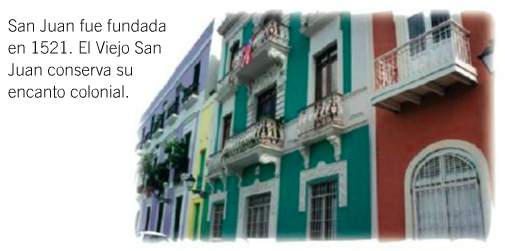 San Juan fue fundada
en 1521. El Viejo San
Juan conserva su
encanto colonial.